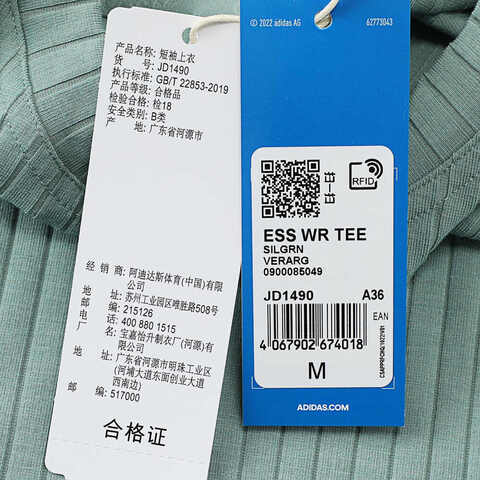 产品名称: 短袖上衣
货 号: JD1490
执行标准: GB/T 22853-2019
产品等级: 合格品
检验合格: 检18
安全类别: B类
产 地: 广东省河源市
经 销 商: 阿迪达斯体育(中国)有限
公司
地 址: 苏州工业园区唯胜路508号
邮 编: 215126
电 话: 400 880 1515
厂 名: 宝嘉怡升制衣厂(河源)有
限公司
地 址: 广东省河源市明珠工业区
(河埔大道东面创业大道
西南边)
邮 编: 517000
合格证
© 2022 adidas AG 62773043
RFID
ESS WR TEE
SILGRN
VERARG
0900085049
JD1490 A36
EAN
4 067902 674018
M
ADIDAS.COM